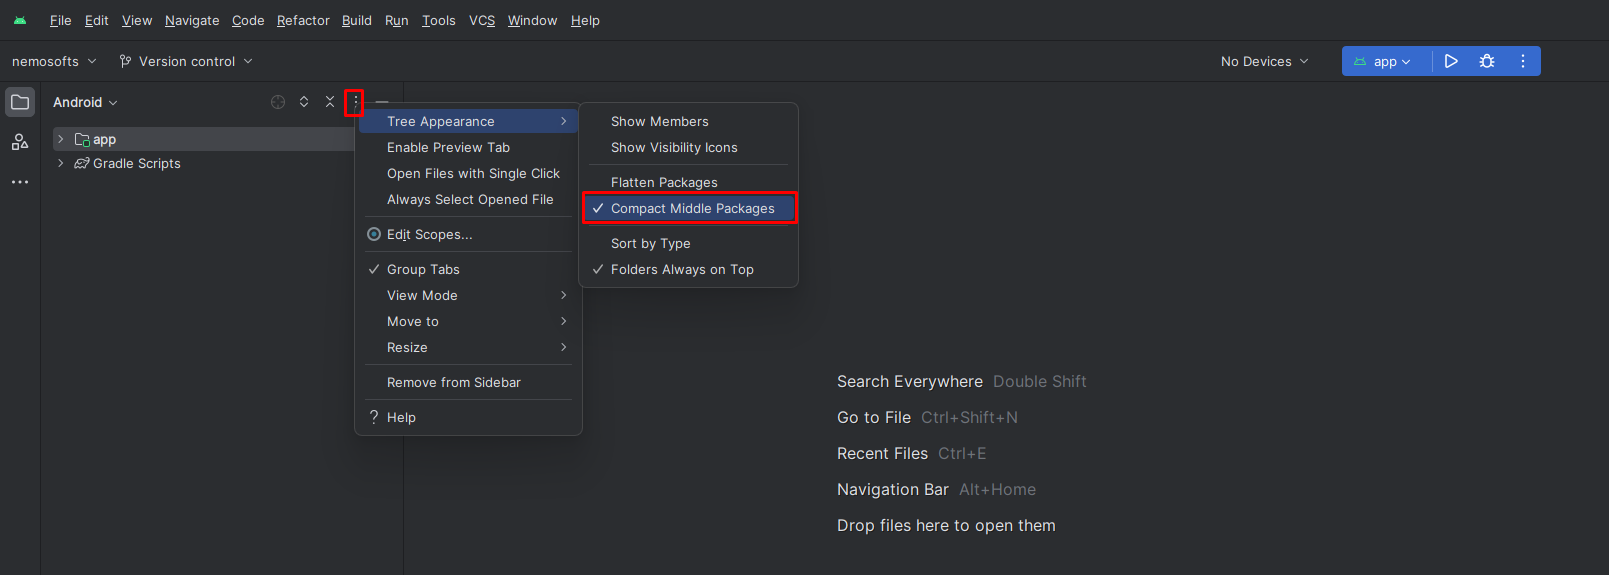 File Edit View Navigate Code Refactor Build Run Tools VCS Window Help
nemosofts Version control No Devices app
Android
app
Gradle Scripts
Tree Appearance
Enable Preview Tab
Open Files with Single Click
Always Select Opened File
Edit Scopes...
Group Tabs
View Mode
Move to
Resize
Remove from Sidebar
? Help
Show Members
Show Visibility Icons
Flatten Packages
Compact Middle Packages
Sort by Type
Folders Always on Top
Search Everywhere Double Shift
Go to File Ctrl+Shift+N
Recent Files Ctrl+E
Navigation Bar Alt+Home
Drop files here to open them